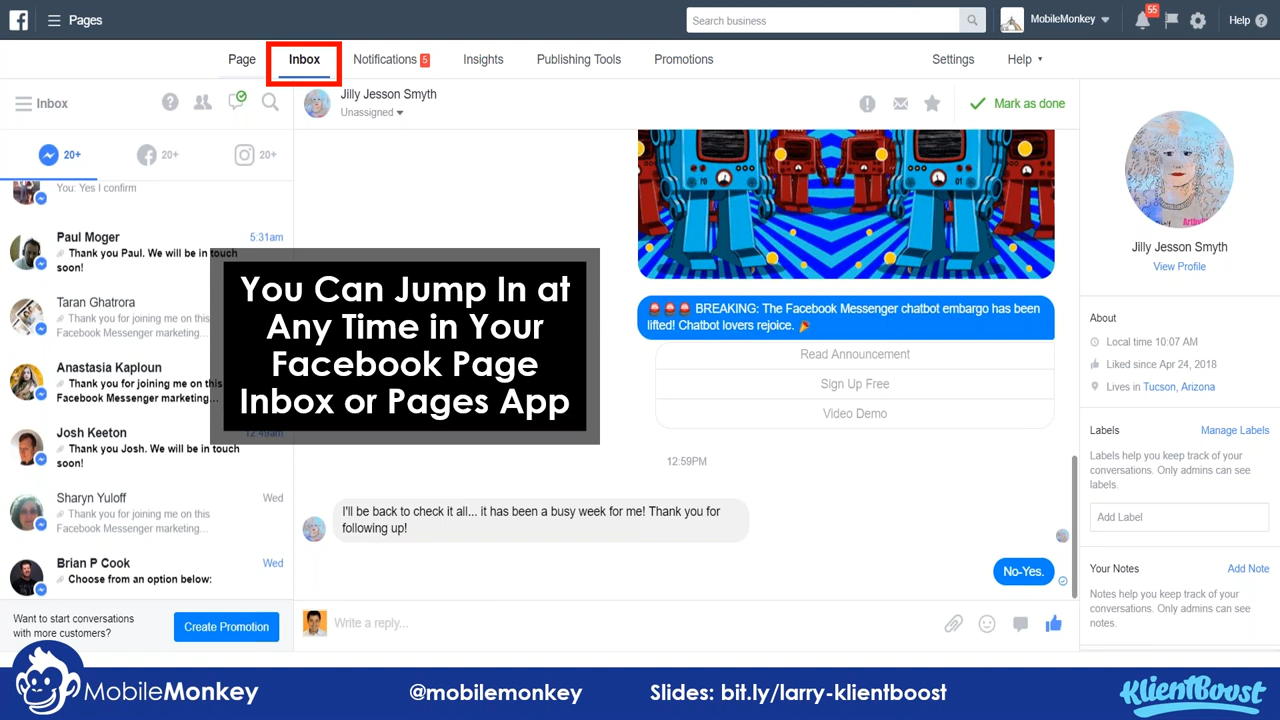 Pages
Search business
MobileMonkey
55
Help
Page
Inbox
Notifications 5
Insights
Publishing Tools
Promotions
Settings
Help
Inbox
20+
20+
20+
You: Yes I confirm
Paul Moger
5:31am
Thank you Paul. We will be in touch
soon!
Taran Ghatrora
Thank you for joining me on this
Facebook Messenger marketing...
Anastasia Kaploun
Thank you for joining me on this
Facebook Messenger marketing...
Josh Keeton
12:49am
Thank you Josh. We will be in touch
soon!
Sharyn Yuloff
Wed
Thank you for joining me on this
Facebook Messenger marketing...
Brian P Cook
Wed
Choose from an option below:
Want to start conversations
with more customers?
Create Promotion
You Can Jump In at
Any Time in Your
Facebook Page
Inbox or Pages App
Jilly Jesson Smyth
Unassigned
Mark as done
🚨🚨🚨 BREAKING: The Facebook Messenger chatbot embargo has been
lifted! Chatbot lovers rejoice. 🎉
Read Announcement
Sign Up Free
Video Demo
12:59PM
I'll be back to check it all... it has been a busy week for me! Thank you for
following up!
No-Yes.
Write a reply...
Jilly Jesson Smyth
View Profile
About
Local time 10:07 AM
Liked since Apr 24, 2018
Lives in Tucson, Arizona
Labels
Manage Labels
Labels help you keep track of your
conversations. Only admins can see
labels.
Add Label
Your Notes
Add Note
Notes help you keep track of your
conversations. Only admins can see
notes.
MobileMonkey
@mobilemonkey
Slides: bit.ly/larry-klientboost
KlientBoost